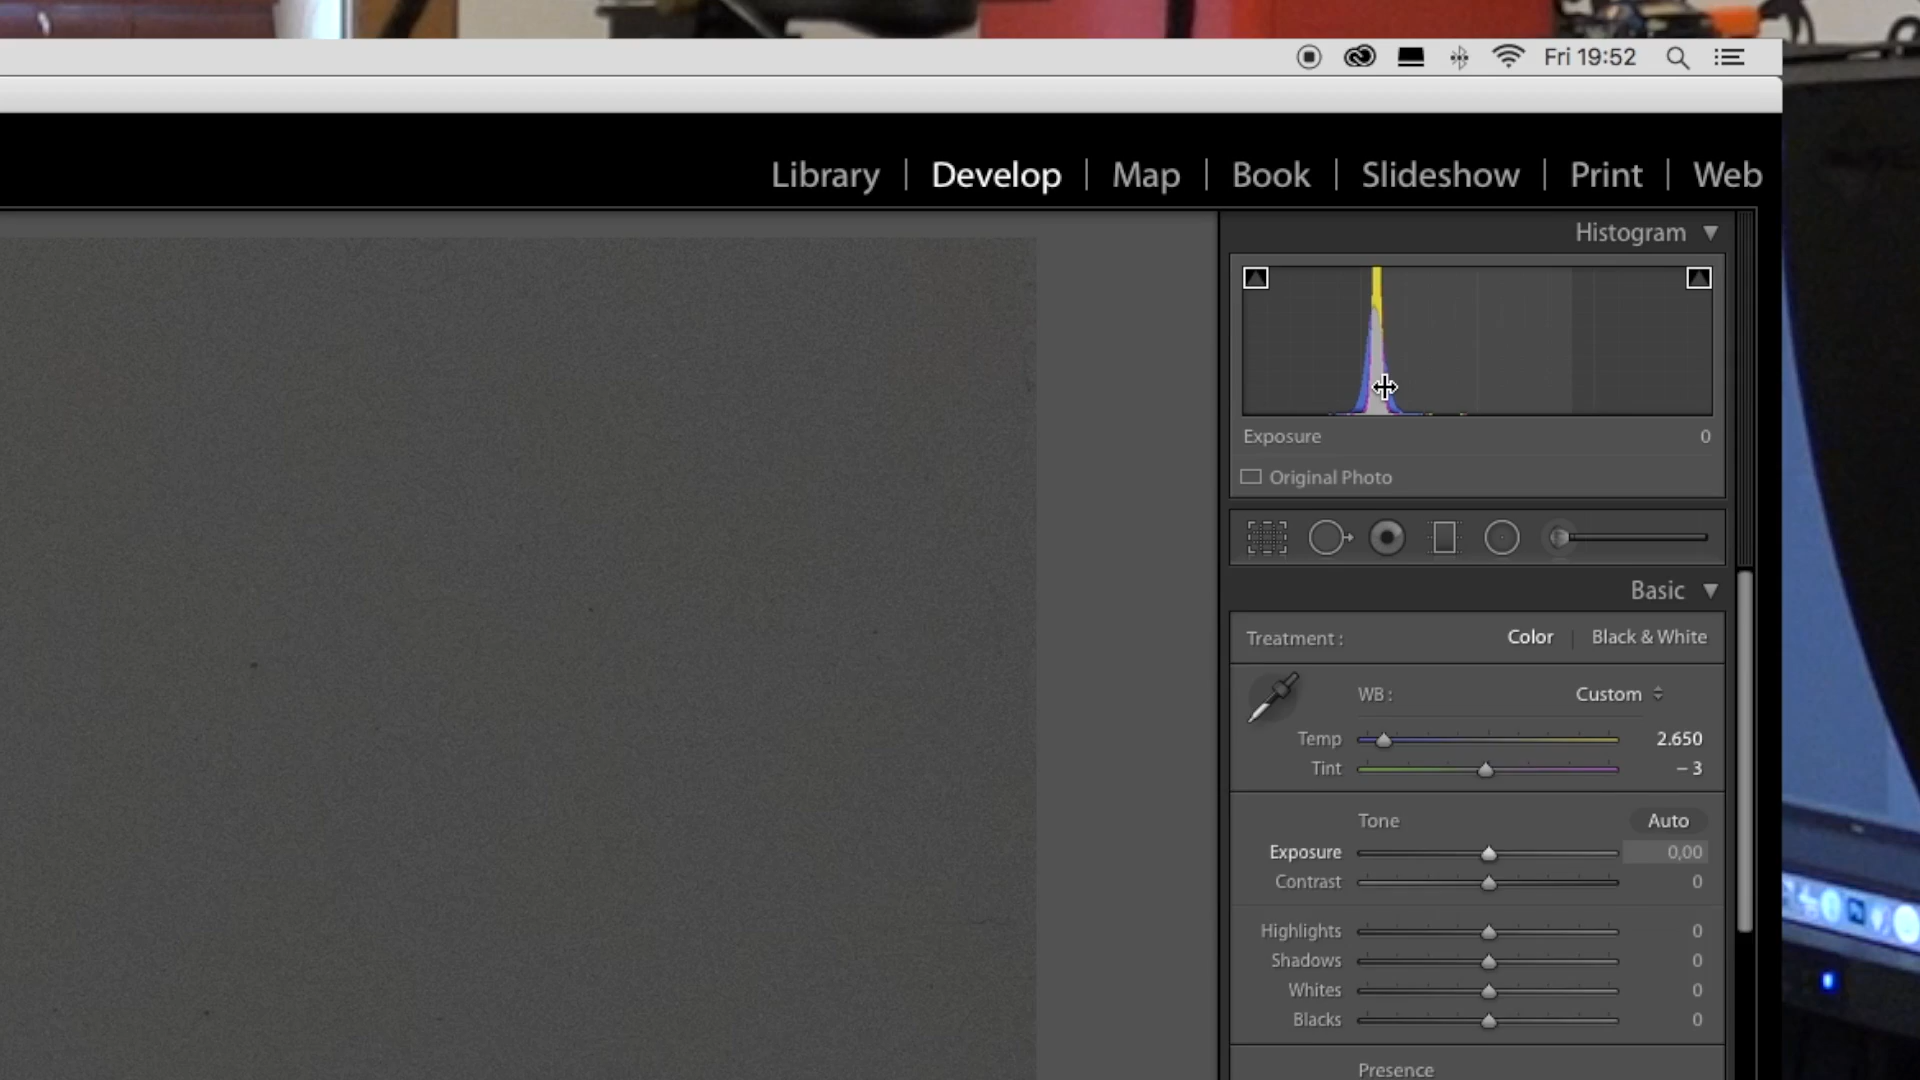 Fri 19:52
Library | Develop | Map | Book | Slideshow | Print | Web
Histogram
Exposure 0
Original Photo
Basic
Treatment : Color | Black & White
WB : Custom
Temp 2.650
Tint – 3
Tone Auto
Exposure 0,00
Contrast 0
Highlights 0
Shadows 0
Whites 0
Blacks 0
Presence